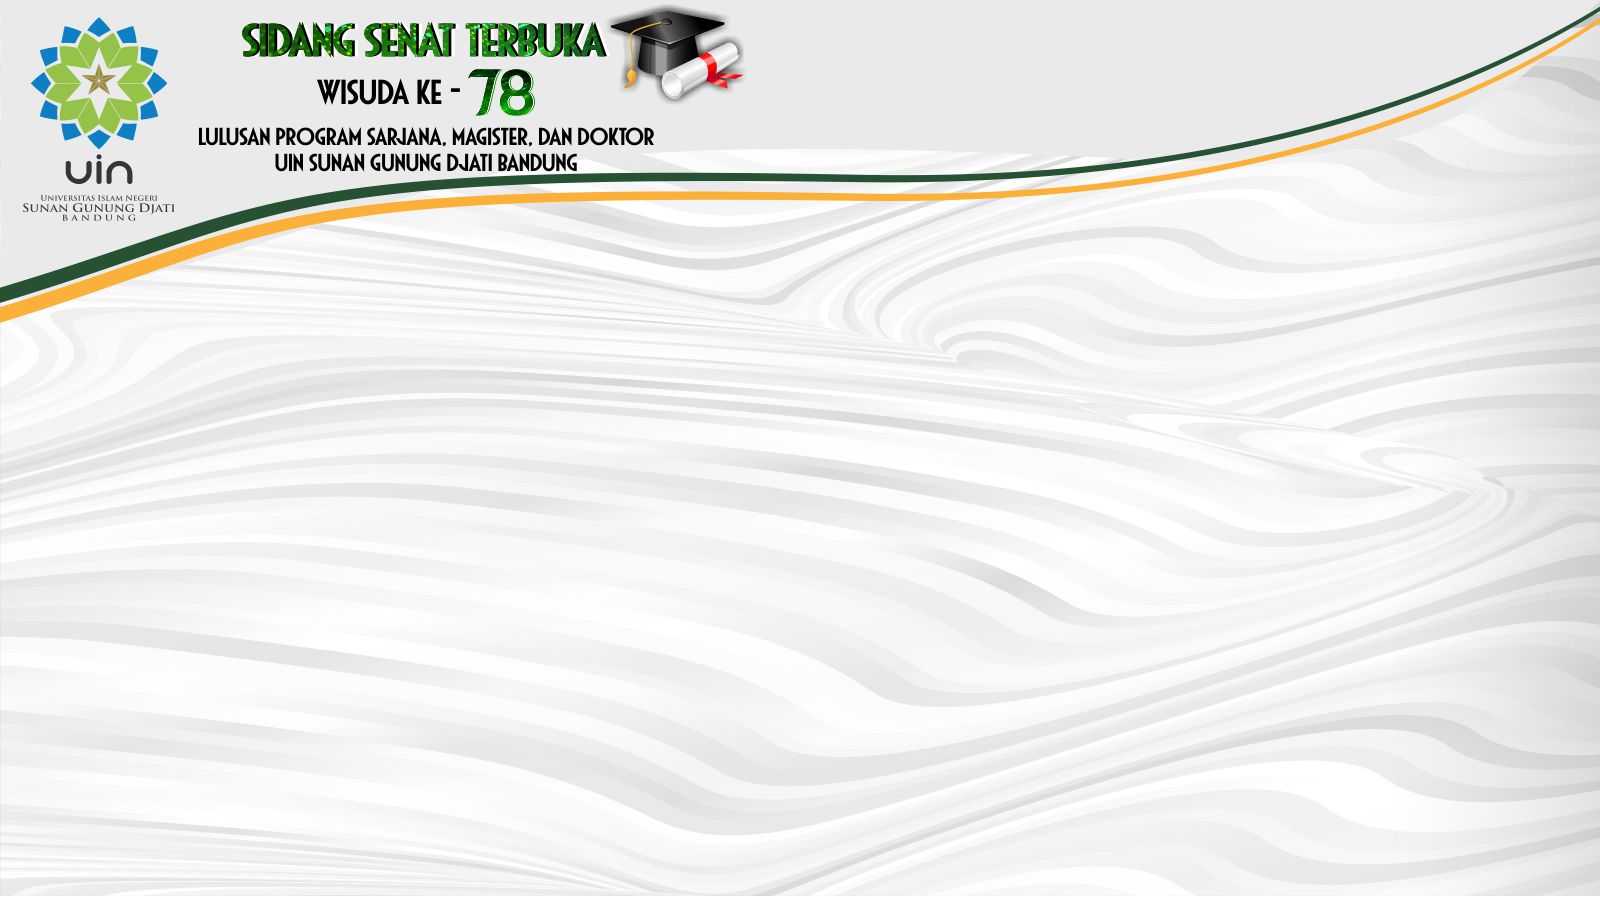 SIDANG SENAT TERBUKA
WISUDA KE - 78
LULUSAN PROGRAM SARJANA, MAGISTER, DAN DOKTOR
UIN SUNAN GUNUNG DJATI BANDUNG
uin
UNIVERSITAS ISLAM NEGERI
SUNAN GUNUNG DJATI
BANDUNG